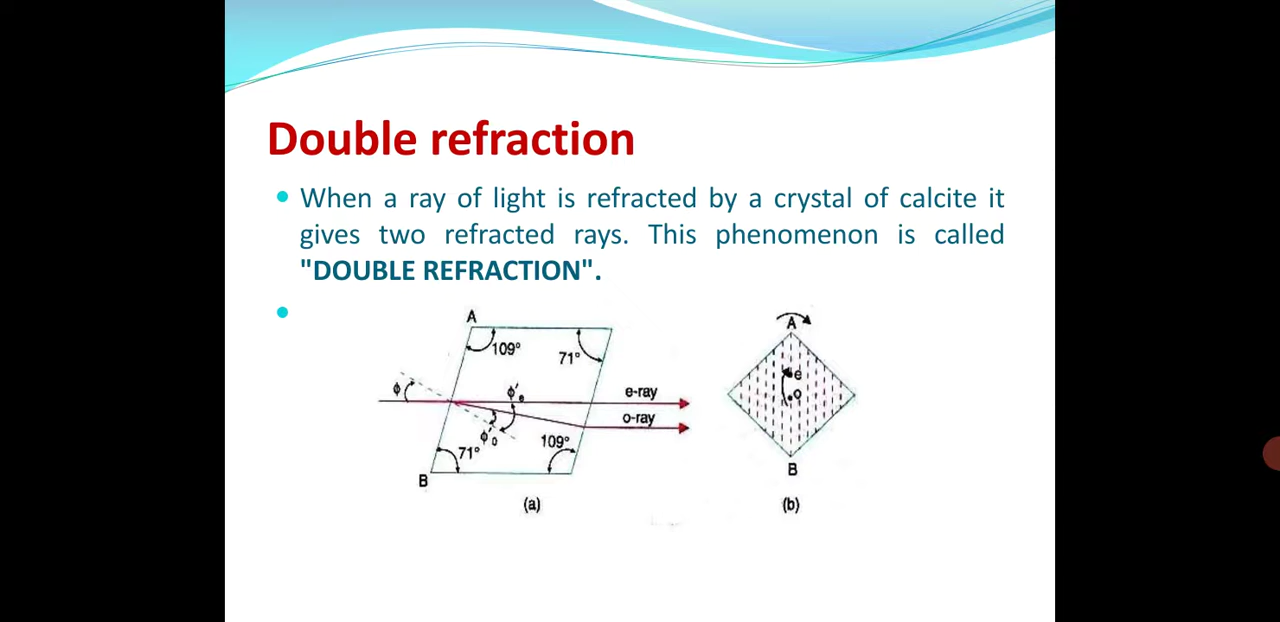 Double refraction
When a ray of light is refracted by a crystal of calcite it
gives two refracted rays. This phenomenon is called
"DOUBLE REFRACTION".
A
109°
71°
ϕ
ϕ'e
e-ray
o-ray
ϕ'o
71°
109°
B
(a)
A
e
o
B
(b)